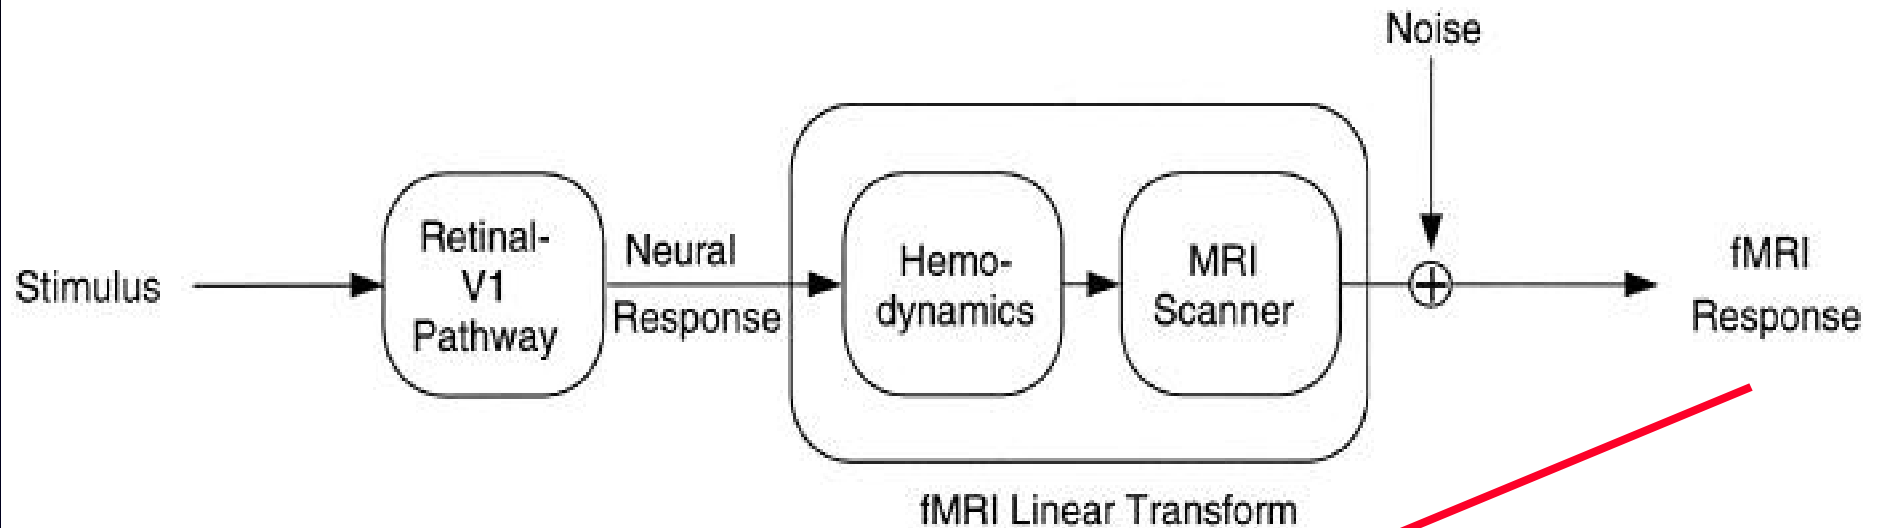 Noise
Stimulus
Retinal-
V1
Pathway
Neural
Response
Hemo-
dynamics
MRI
Scanner
fMRI
Response
fMRI Linear Transform